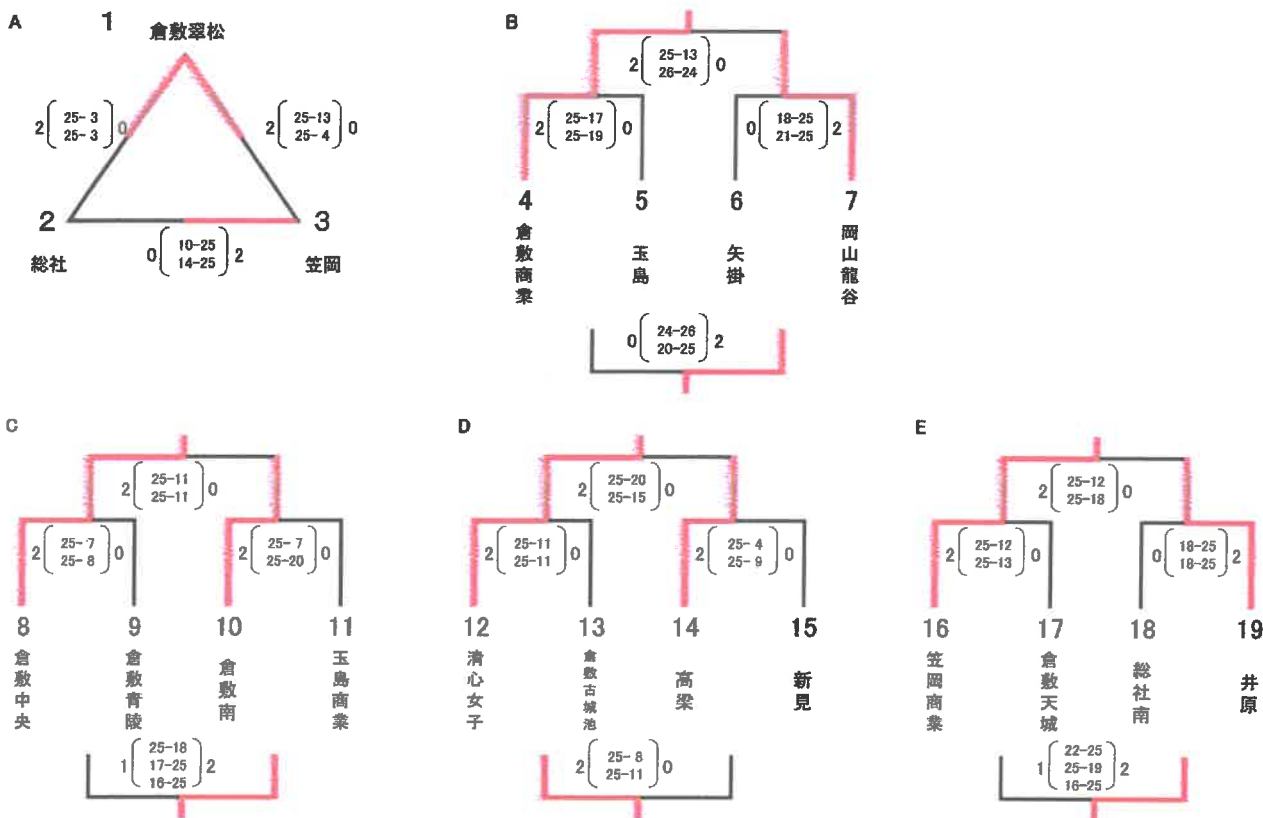 A
1
倉敷翠松
2 25- 3 0
25- 3
2 25-13 0
25- 4
2
3
総社
笠岡
0 10-25 2
14-25
B
2 25-13 0
26-24
2 25-17 0
25-19
0 18-25 2
21-25
4
5
6
7
倉敷商業
玉島
矢掛
岡山龍谷
0 24-26 2
20-25
C
2 25-11 0
25-11
2 25- 7 0
25- 8
2 25- 7 0
25-20
8
9
10
11
倉敷中央
倉敷青陵
倉敷南
玉島商業
1 25-18 2
17-25
16-25
D
2 25-20 0
25-15
2 25-11 0
25-11
2 25- 4 0
25- 9
12
13
14
15
清心女子
倉敷古城池
高梁
新見
2 25- 8 0
25-11
E
2 25-12 0
25-18
2 25-12 0
25-13
0 18-25 2
18-25
16
17
18
19
笠岡商業
倉敷天城
総社南
井原
1 22-25 2
25-19
16-25